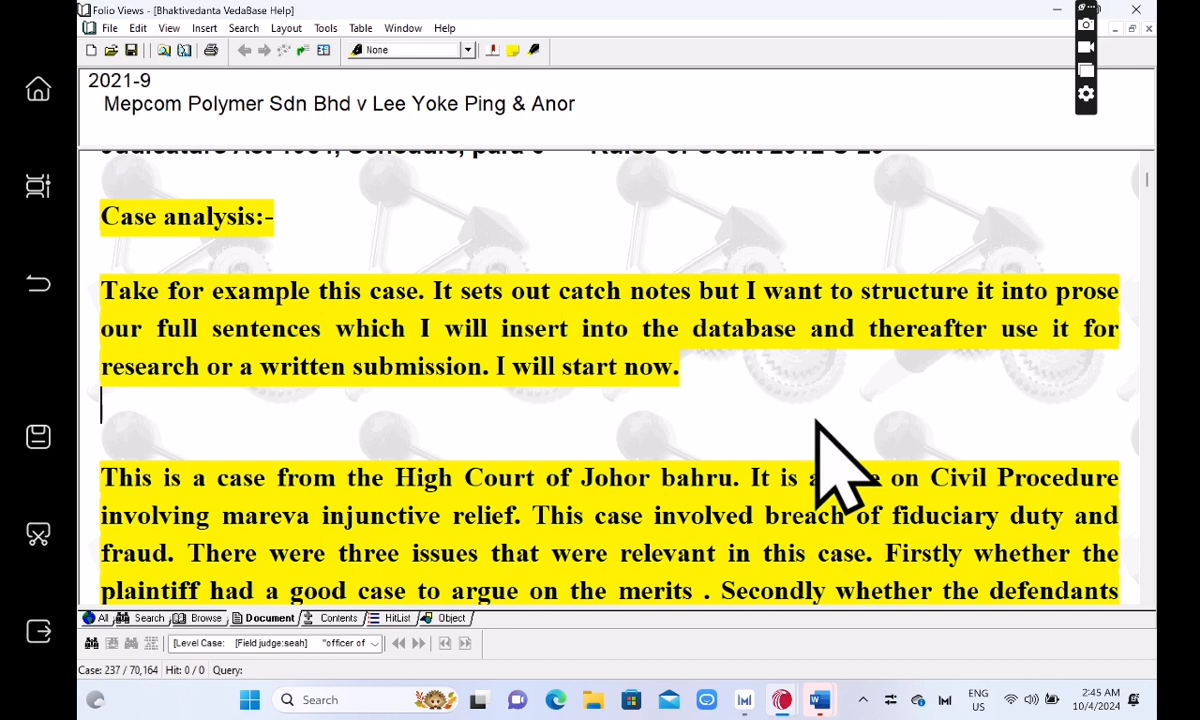 Folio Views - [Bhaktivedanta VedaBase Help]
File Edit View Insert Search Layout Tools Table Window Help
None
2021-9
Mepcom Polymer Sdn Bhd v Lee Yoke Ping & Anor
Case analysis:-
Take for example this case. It sets out catch notes but I want to structure it into prose
our full sentences which I will insert into the database and thereafter use it for
research or a written submission. I will start now.
This is a case from the High Court of Johor bahru. It is a on Civil Procedure
involving mareva injunctive relief. This case involved breach of fiduciary duty and
fraud. There were three issues that were relevant in this case. Firstly whether the
plaintiff had a good case to argue on the merits . Secondly whether the defendants
All Search Browse Document Contents HitList Object
[Level Case: [Field judge:seah] "officer of
Case: 237 / 70,164 Hit: 0 / 0 Query:
Search
ENG
US
2:45 AM
10/4/2024